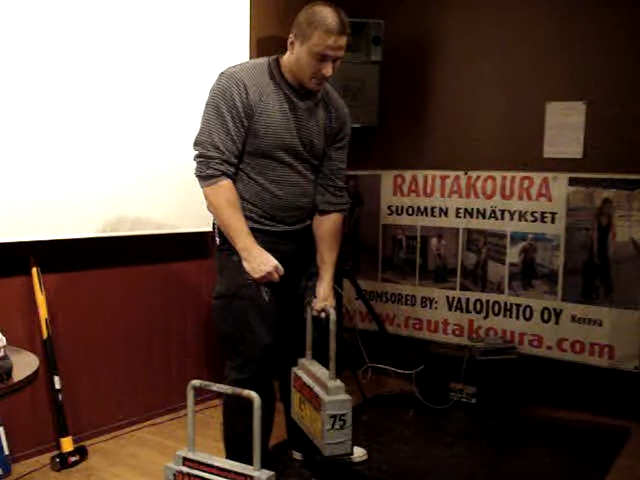 RAUTAKOURA®
SUOMEN ENNÄTYKSET
SPONSORED BY: VALOJOHTO OY Kerava
www.rautakoura.com
75